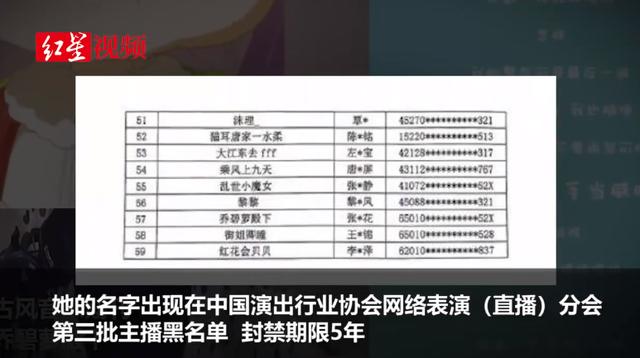 红星视频
51 沫理_ 覃* 45270**********321
52 猫耳唐家一水柔 陈*铭 15220**********513
53 大江东去fff 左*宝 42128**********317
54 乘风上九天 唐*屏 43112**********767
55 乱世小魔女 张*静 41072**********52X
56 黎黎 黎*凤 45088**********321
57 乔碧萝殿下 张*花 65010**********52X
58 御姐卿瞳 王*锦 65010**********528
59 红花会贝贝 李*泽 62010**********837
她的名字出现在中国演出行业协会网络表演（直播）分会
第三批主播黑名单 封禁期限5年